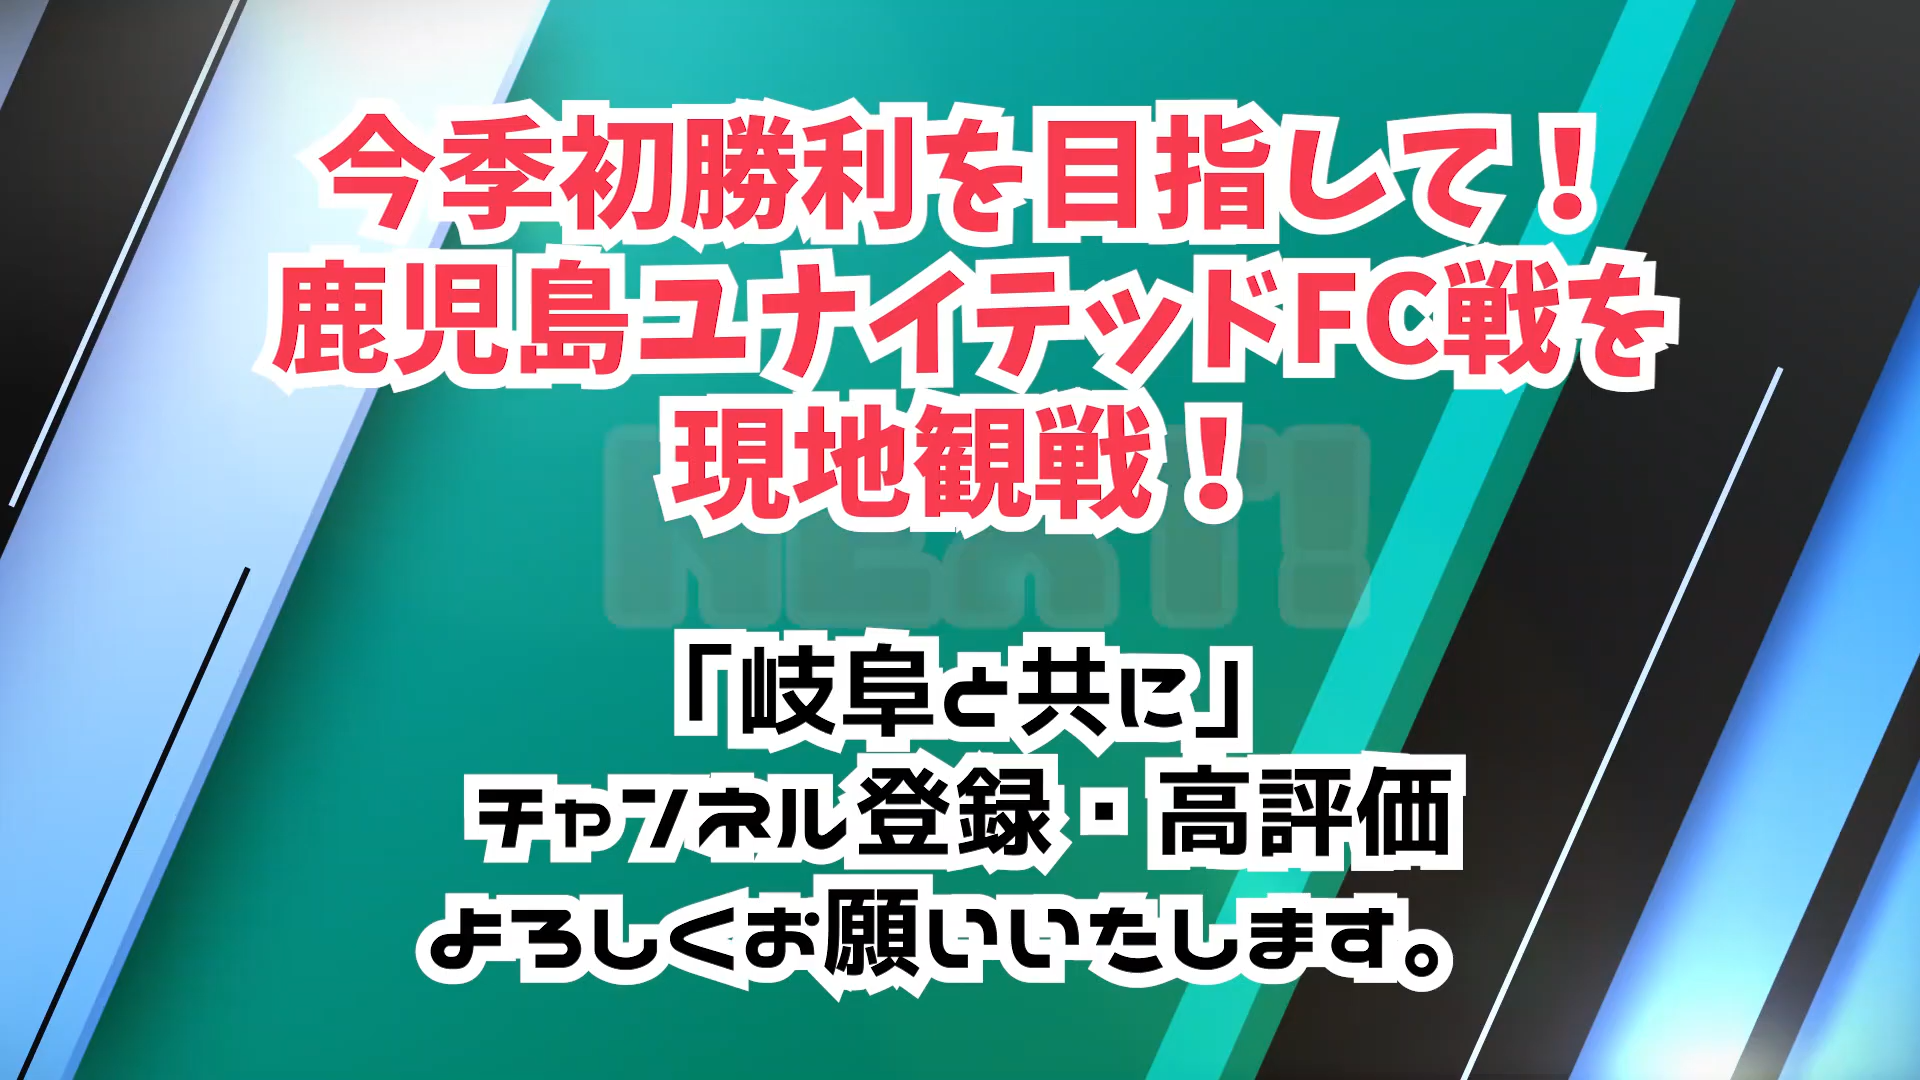 今季初勝利を目指して！
鹿児島ユナイテッドFC戦を
現地観戦！
NEXT!
「岐阜と共に」
チャンネル登録・高評価
よろしくお願いいたします。